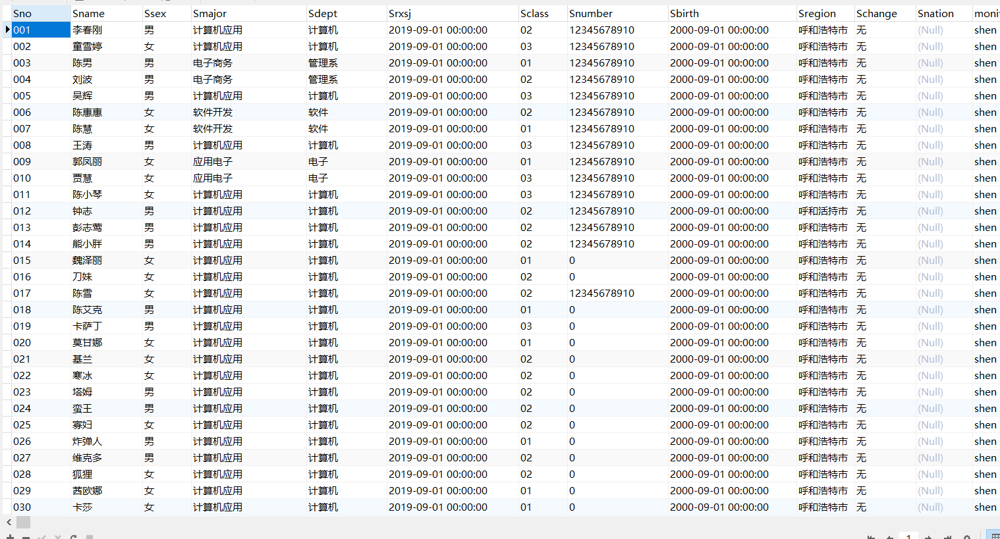 Sno Sname Ssex Smajor Sdept Srxsj Sclass Snumber Sbirth Sregion Schange Snation
001 李春刚 男 计算机应用 计算机 2019-09-01 00:00:00 02 12345678910 2000-09-01 00:00:00 呼和浩特市 无 (Null) shen
002 童雪婷 女 计算机应用 计算机 2019-09-01 00:00:00 03 12345678910 2000-09-01 00:00:00 呼和浩特市 无 (Null) shen
003 陈男 男 电子商务 管理系 2019-09-01 00:00:00 01 12345678910 2000-09-01 00:00:00 呼和浩特市 无 (Null) shen
004 刘波 男 电子商务 管理系 2019-09-01 00:00:00 02 12345678910 2000-09-01 00:00:00 呼和浩特市 无 (Null) shen
005 吴辉 男 计算机应用 计算机 2019-09-01 00:00:00 03 12345678910 2000-09-01 00:00:00 呼和浩特市 无 (Null) shen
006 陈惠惠 女 软件开发 软件 2019-09-01 00:00:00 02 12345678910 2000-09-01 00:00:00 呼和浩特市 无 (Null) shen
007 陈慧 女 软件开发 软件 2019-09-01 00:00:00 01 12345678910 2000-09-01 00:00:00 呼和浩特市 无 (Null) shen
008 王涛 男 计算机应用 计算机 2019-09-01 00:00:00 03 12345678910 2000-09-01 00:00:00 呼和浩特市 无 (Null) shen
009 郭凤丽 女 应用电子 电子 2019-09-01 00:00:00 01 12345678910 2000-09-01 00:00:00 呼和浩特市 无 (Null) shen
010 贾慧 女 应用电子 电子 2019-09-01 00:00:00 03 12345678910 2000-09-01 00:00:00 呼和浩特市 无 (Null) shen
011 陈小琴 女 计算机应用 计算机 2019-09-01 00:00:00 03 12345678910 2000-09-01 00:00:00 呼和浩特市 无 (Null) shen
012 钟志 男 计算机应用 计算机 2019-09-01 00:00:00 02 12345678910 2000-09-01 00:00:00 呼和活持市 无 (Null) shen
013 彭志莺 男 计算机应用 计算机 2019-09-01 00:00:00 02 12345678910 2000-09-01 00:00:00 呼和浩特市 无 (Null) shen
014 熊小胖 男 计算机应用 计算机 2019-09-01 00:00:00 02 12345678910 2000-09-01 00:00:00 呼和浩特市 无 (Null) shen
015 魏泽丽 女 计算机应用 计算机 2019-09-01 00:00:00 01 0 2000-09-01 00:00:00 呼和浩特市 无 (Null) shen
016 刀妹 女 计算机应用 计算机 2019-09-01 00:00:00 02 0 2000-09-01 00:00:00 呼和浩特市 无 (Null) shen
017 陈雪 女 计算机应用 计算机 2019-09-01 00:00:00 02 12345678910 2000-09-01 00:00:00 呼和浩特市 无 (Null) shen
018 陈艾克 男 计算机应用 计算机 2019-09-01 00:00:00 01 0 2000-09-01 00:00:00 呼和浩特市 无 (Null) shen
019 卡萨丁 男 计算机应用 计算机 2019-09-01 00:00:00 03 0 2000-09-01 00:00:00 呼和浩特市 无 (Null) shen
020 莫甘娜 女 计算机应用 计算机 2019-09-01 00:00:00 01 0 2000-09-01 00:00:00 呼和浩特市 无 (Null) shen
021 基兰 女 计算机应用 计算机 2019-09-01 00:00:00 02 0 2000-09-01 00:00:00 呼和浩特市 无 (Null) shen
022 寒冰 女 计算机应用 计算机 2019-09-01 00:00:00 02 0 2000-09-01 00:00:00 呼和浩特市 无 (Null) shen
023 塔姆 男 计算机应用 计算机 2019-09-01 00:00:00 02 0 2000-09-01 00:00:00 呼和浩特市 无 (Null) shen
024 蛮王 男 计算机应用 计算机 2019-09-01 00:00:00 02 0 2000-09-01 00:00:00 呼和浩特市 无 (Null) shen
025 寡妇 女 计算机应用 计算机 2019-09-01 00:00:00 02 0 2000-09-01 00:00:00 呼和浩特市 无 (Null) shen
026 炸弹人 男 计算机应用 计算机 2019-09-01 00:00:00 01 0 2000-09-01 00:00:00 呼和浩特市 无 (Null) shen
027 维克多 男 计算机应用 计算机 2019-09-01 00:00:00 02 0 2000-09-01 00:00:00 呼和浩特市 无 (Null) shen
028 狐狸 女 计算机应用 计算机 2019-09-01 00:00:00 02 0 2000-09-01 00:00:00 呼和浩特市 无 (Null) shen
029 茜欧娜 女 计算机应用 计算机 2019-09-01 00:00:00 01 0 2000-09-01 00:00:00 呼和浩特市 无 (Null) shen
030 卡莎 女 计算机应用 计算机 2019-09-01 00:00:00 01 0 2000-09-01 00:00:00 呼和浩特市 无 (Null) shen
1